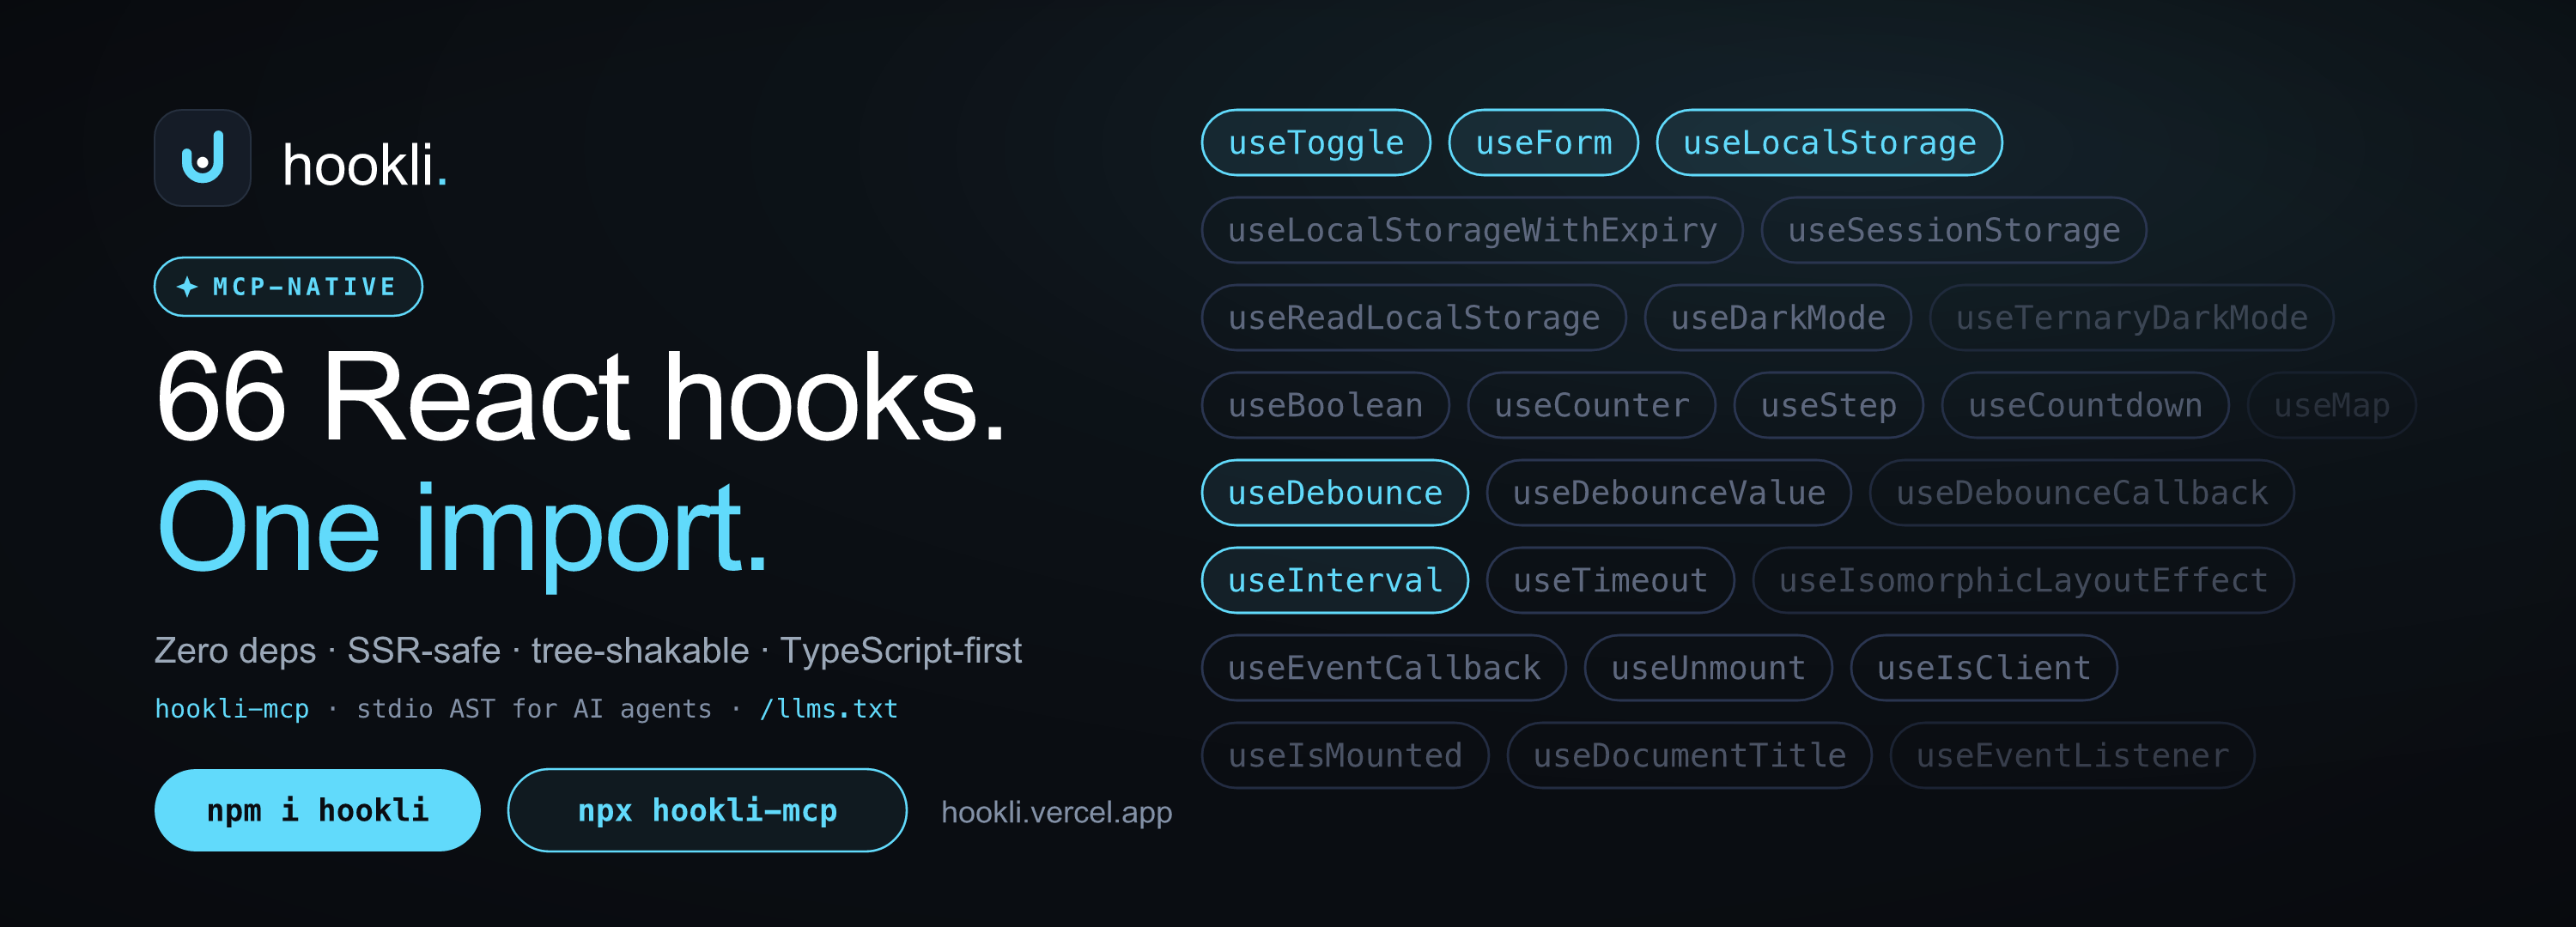 hookli.
MCP-NATIVE
66 React hooks.
One import.
Zero deps · SSR-safe · tree-shakable · TypeScript-first
hookli-mcp · stdio AST for AI agents · /llms.txt
npm i hookli
npx hookli-mcp
hookli.vercel.app
useToggle useForm useLocalStorage
useLocalStorageWithExpiry useSessionStorage
useReadLocalStorage useDarkMode useTernaryDarkMode
useBoolean useCounter useStep useCountdown useMap
useDebounce useDebounceValue useDebounceCallback
useInterval useTimeout useIsomorphicLayoutEffect
useEventCallback useUnmount useIsClient
useIsMounted useDocumentTitle useEventListener